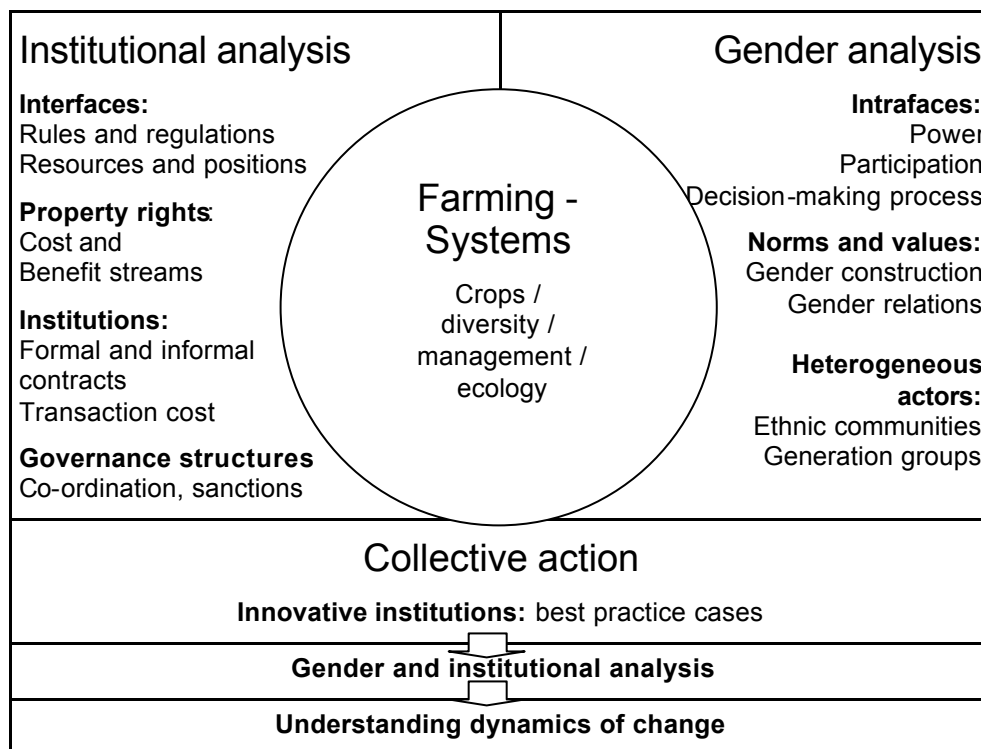 Institutional analysis
Interfaces:
Rules and regulations
Resources and positions
Property rights:
Cost and
Benefit streams
Institutions:
Formal and informal
contracts
Transaction cost
Governance structures
Co-ordination, sanctions
Farming -
Systems
Crops /
diversity /
management /
ecology
Gender analysis
Intrafaces:
Power
Participation
Decision-making process
Norms and values:
Gender construction
Gender relations
Heterogeneous
actors:
Ethnic communities
Generation groups
Collective action
Innovative institutions: best practice cases
Gender and institutional analysis
Understanding dynamics of change